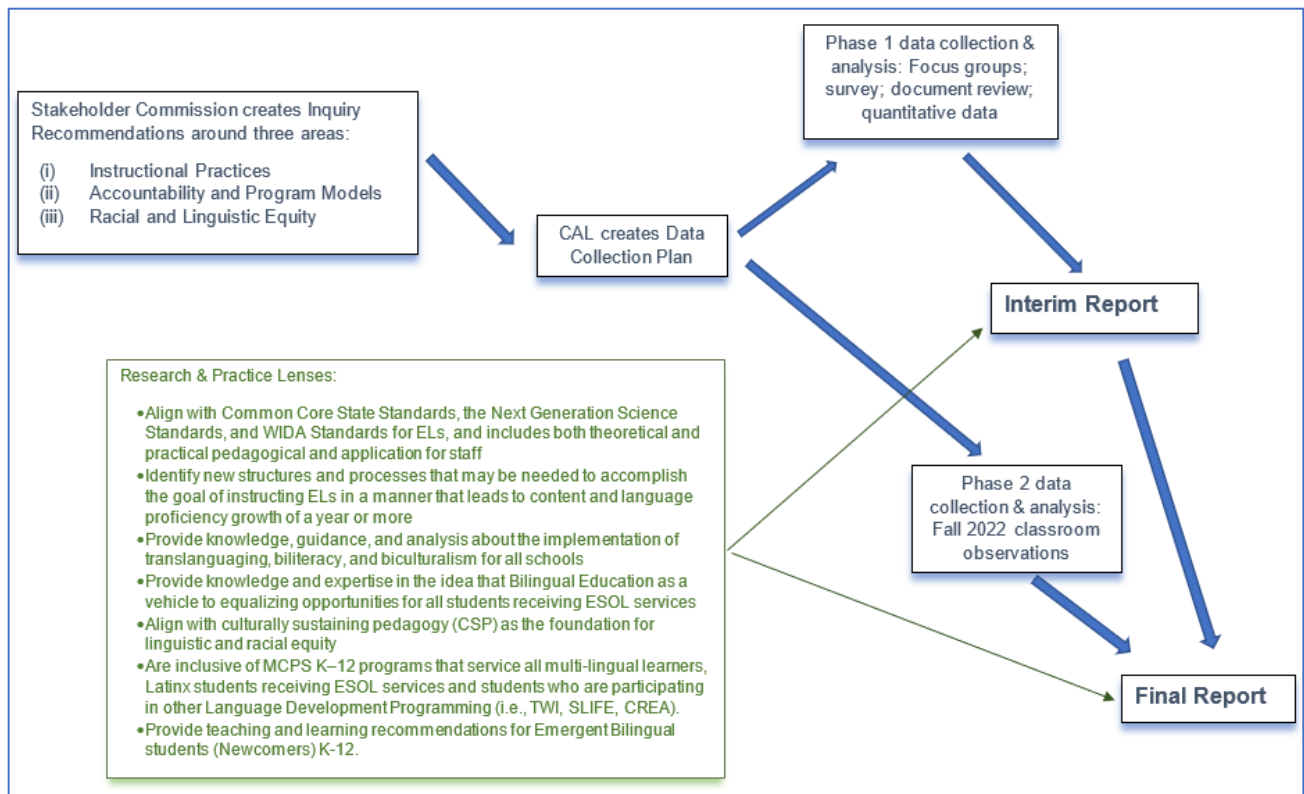 Stakeholder Commission creates Inquiry
Recommendations around three areas:
(i) Instructional Practices
(ii) Accountability and Program Models
(iii) Racial and Linguistic Equity
CAL creates Data
Collection Plan
Phase 1 data collection &
analysis: Focus groups;
survey; document review;
quantitative data
Interim Report
Research & Practice Lenses:
•Align with Common Core State Standards, the Next Generation Science
Standards, and WIDA Standards for ELs, and includes both theoretical and
practical pedagogical and application for staff
•Identify new structures and processes that may be needed to accomplish
the goal of instructing ELs in a manner that leads to content and language
proficiency growth of a year or more
•Provide knowledge, guidance, and analysis about the implementation of
translanguaging, biliteracy, and biculturalism for all schools
•Provide knowledge and expertise in the idea that Bilingual Education as a
vehicle to equalizing opportunities for all students receiving ESOL services
•Align with culturally sustaining pedagogy (CSP) as the foundation for
linguistic and racial equity
•Are inclusive of MCPS K–12 programs that service all multi-lingual learners,
Latinx students receiving ESOL services and students who are participating
in other Language Development Programming (i.e., TWI, SLIFE, CREA).
•Provide teaching and learning recommendations for Emergent Bilingual
students (Newcomers) K-12.
Phase 2 data
collection & analysis:
Fall 2022 classroom
observations
Final Report